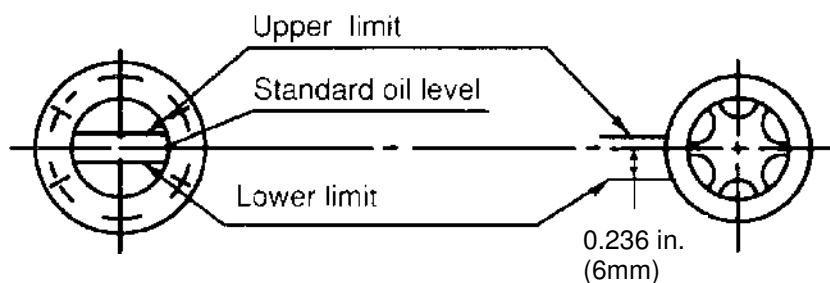 Upper limit
Standard oil level
Lower limit
0.236 in.
(6mm)